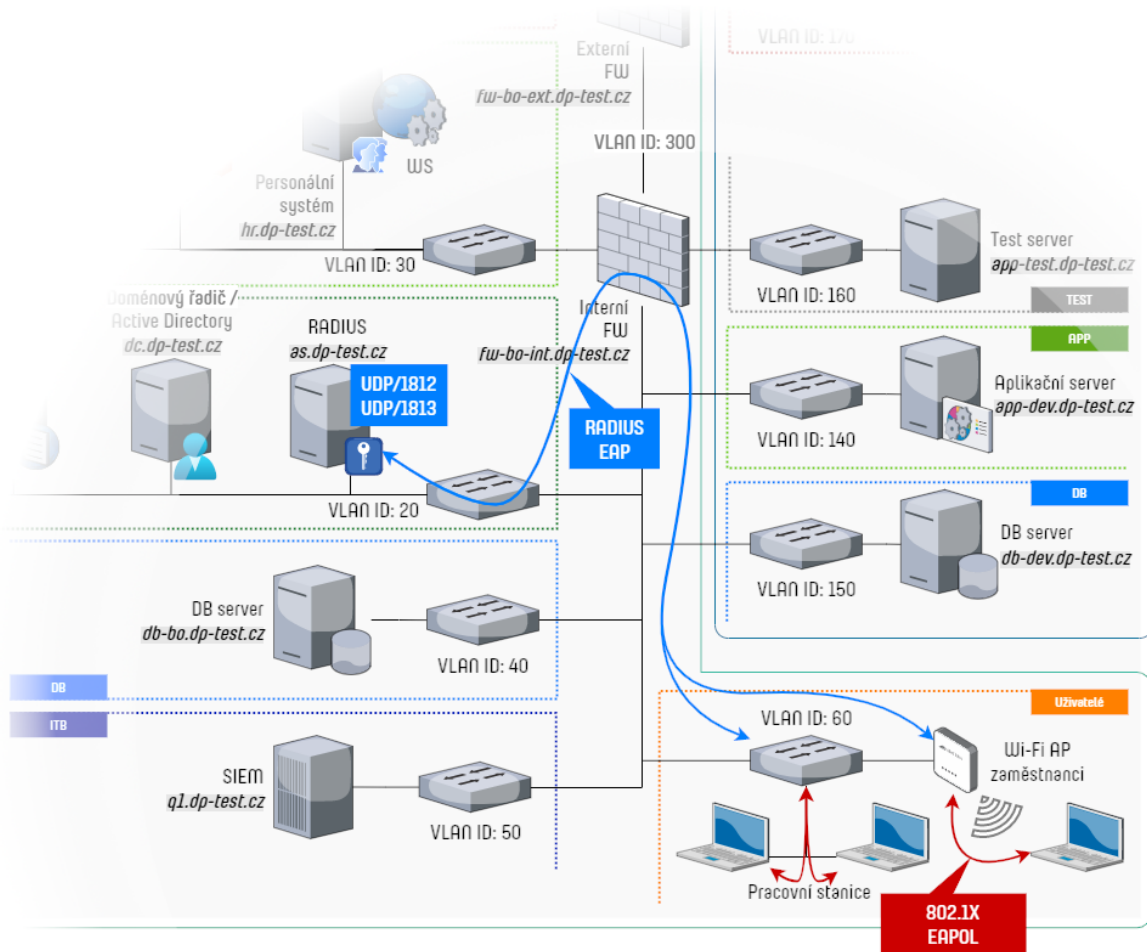 VLAN ID: 170
Externí
FW
fw-bo-ext.dp-test.cz
VLAN ID: 300
WS
Personální
systém
hr.dp-test.cz
VLAN ID: 30
Test server
app-test.dp-test.cz
VLAN ID: 160
TEST
Doménový řadič /
Active Directory
dc.dp-test.cz
RADIUS
as.dp-test.cz
UDP/1812
UDP/1813
Interní
FW
fw-bo-int.dp-test.cz
RADIUS
EAP
APP
Aplikační server
app-dev.dp-test.cz
VLAN ID: 140
VLAN ID: 20
DB
DB server
db-dev.dp-test.cz
VLAN ID: 150
DB server
db-bo.dp-test.cz
VLAN ID: 40
DB
ITB
Uživatelé
VLAN ID: 60
Wi-Fi AP
zaměstnanci
SIEM
q1.dp-test.cz
VLAN ID: 50
Pracovní stanice
802.1X
EAPOL